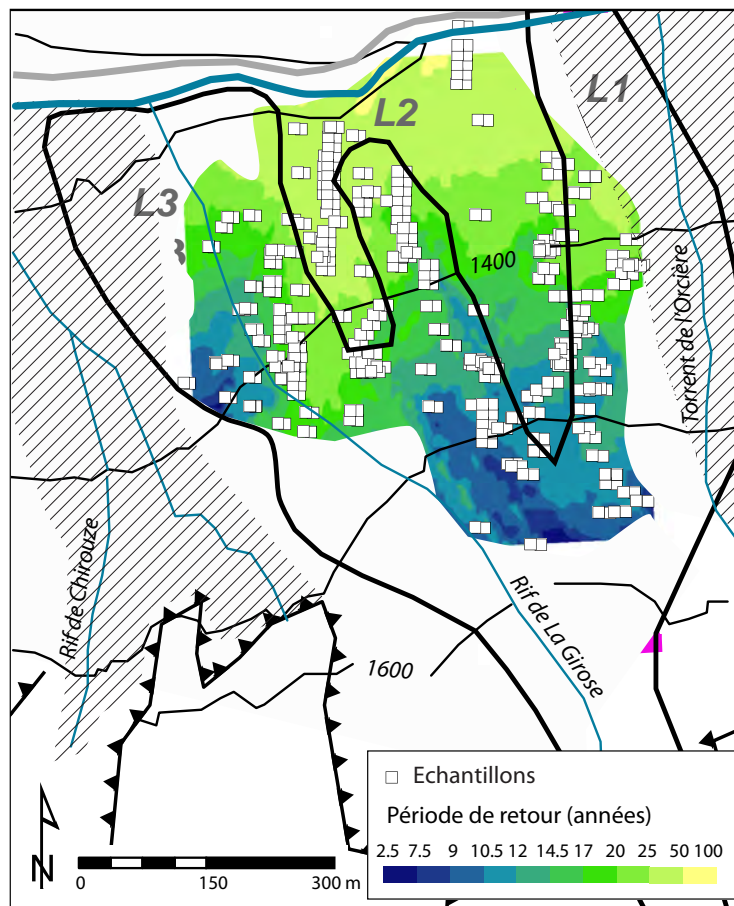 L1
L2
L3
1400
Torrent de l'Orcière
Rif de Chirouze
Rif de La Girose
1600
Echantillons
Période de retour (années)
2.5 7.5 9 10.5 12 14.5 17 20 25 50 100
N
0 150 300 m